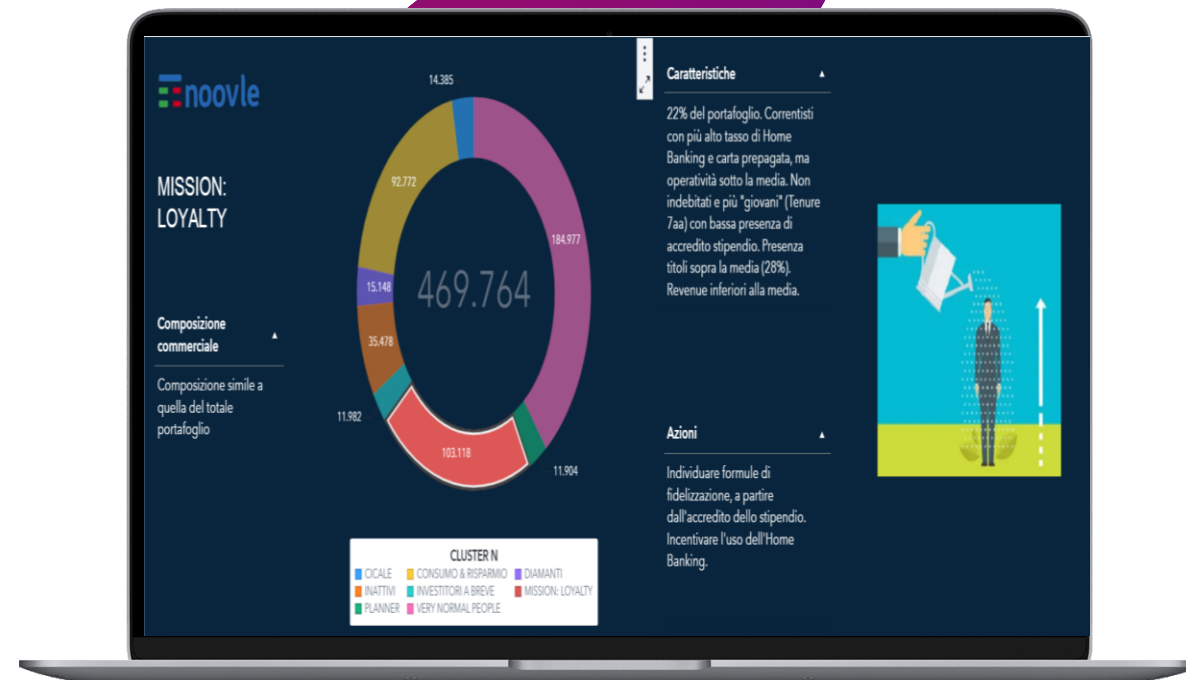 noovle
MISSION:
LOYALTY
Composizione
commerciale
Composizione simile a
quella del totale
portafoglio
14.385
92.772
184.977
15.148
469.764
35.478
11.982
103.118
11.904
CLUSTER N
CICALE CONSUMO & RISPARMIO DIAMANTI
INATTIVI INVESTITORI A BREVE MISSION: LOYALTY
PLANNER VERY NORMAL PEOPLE
Caratteristiche
22% del portafoglio. Correntisti
con più alto tasso di Home
Banking e carta prepagata, ma
operatività sotto la media. Non
indebitati e più "giovani" (Tenure
7aa) con bassa presenza di
accredito stipendio. Presenza
titoli sopra la media (28%).
Revenue inferiori alla media.
Azioni
Individuare formule di
fidelizzazione, a partire
dall'accredito dello stipendio.
Incentivare l'uso dell'Home
Banking.